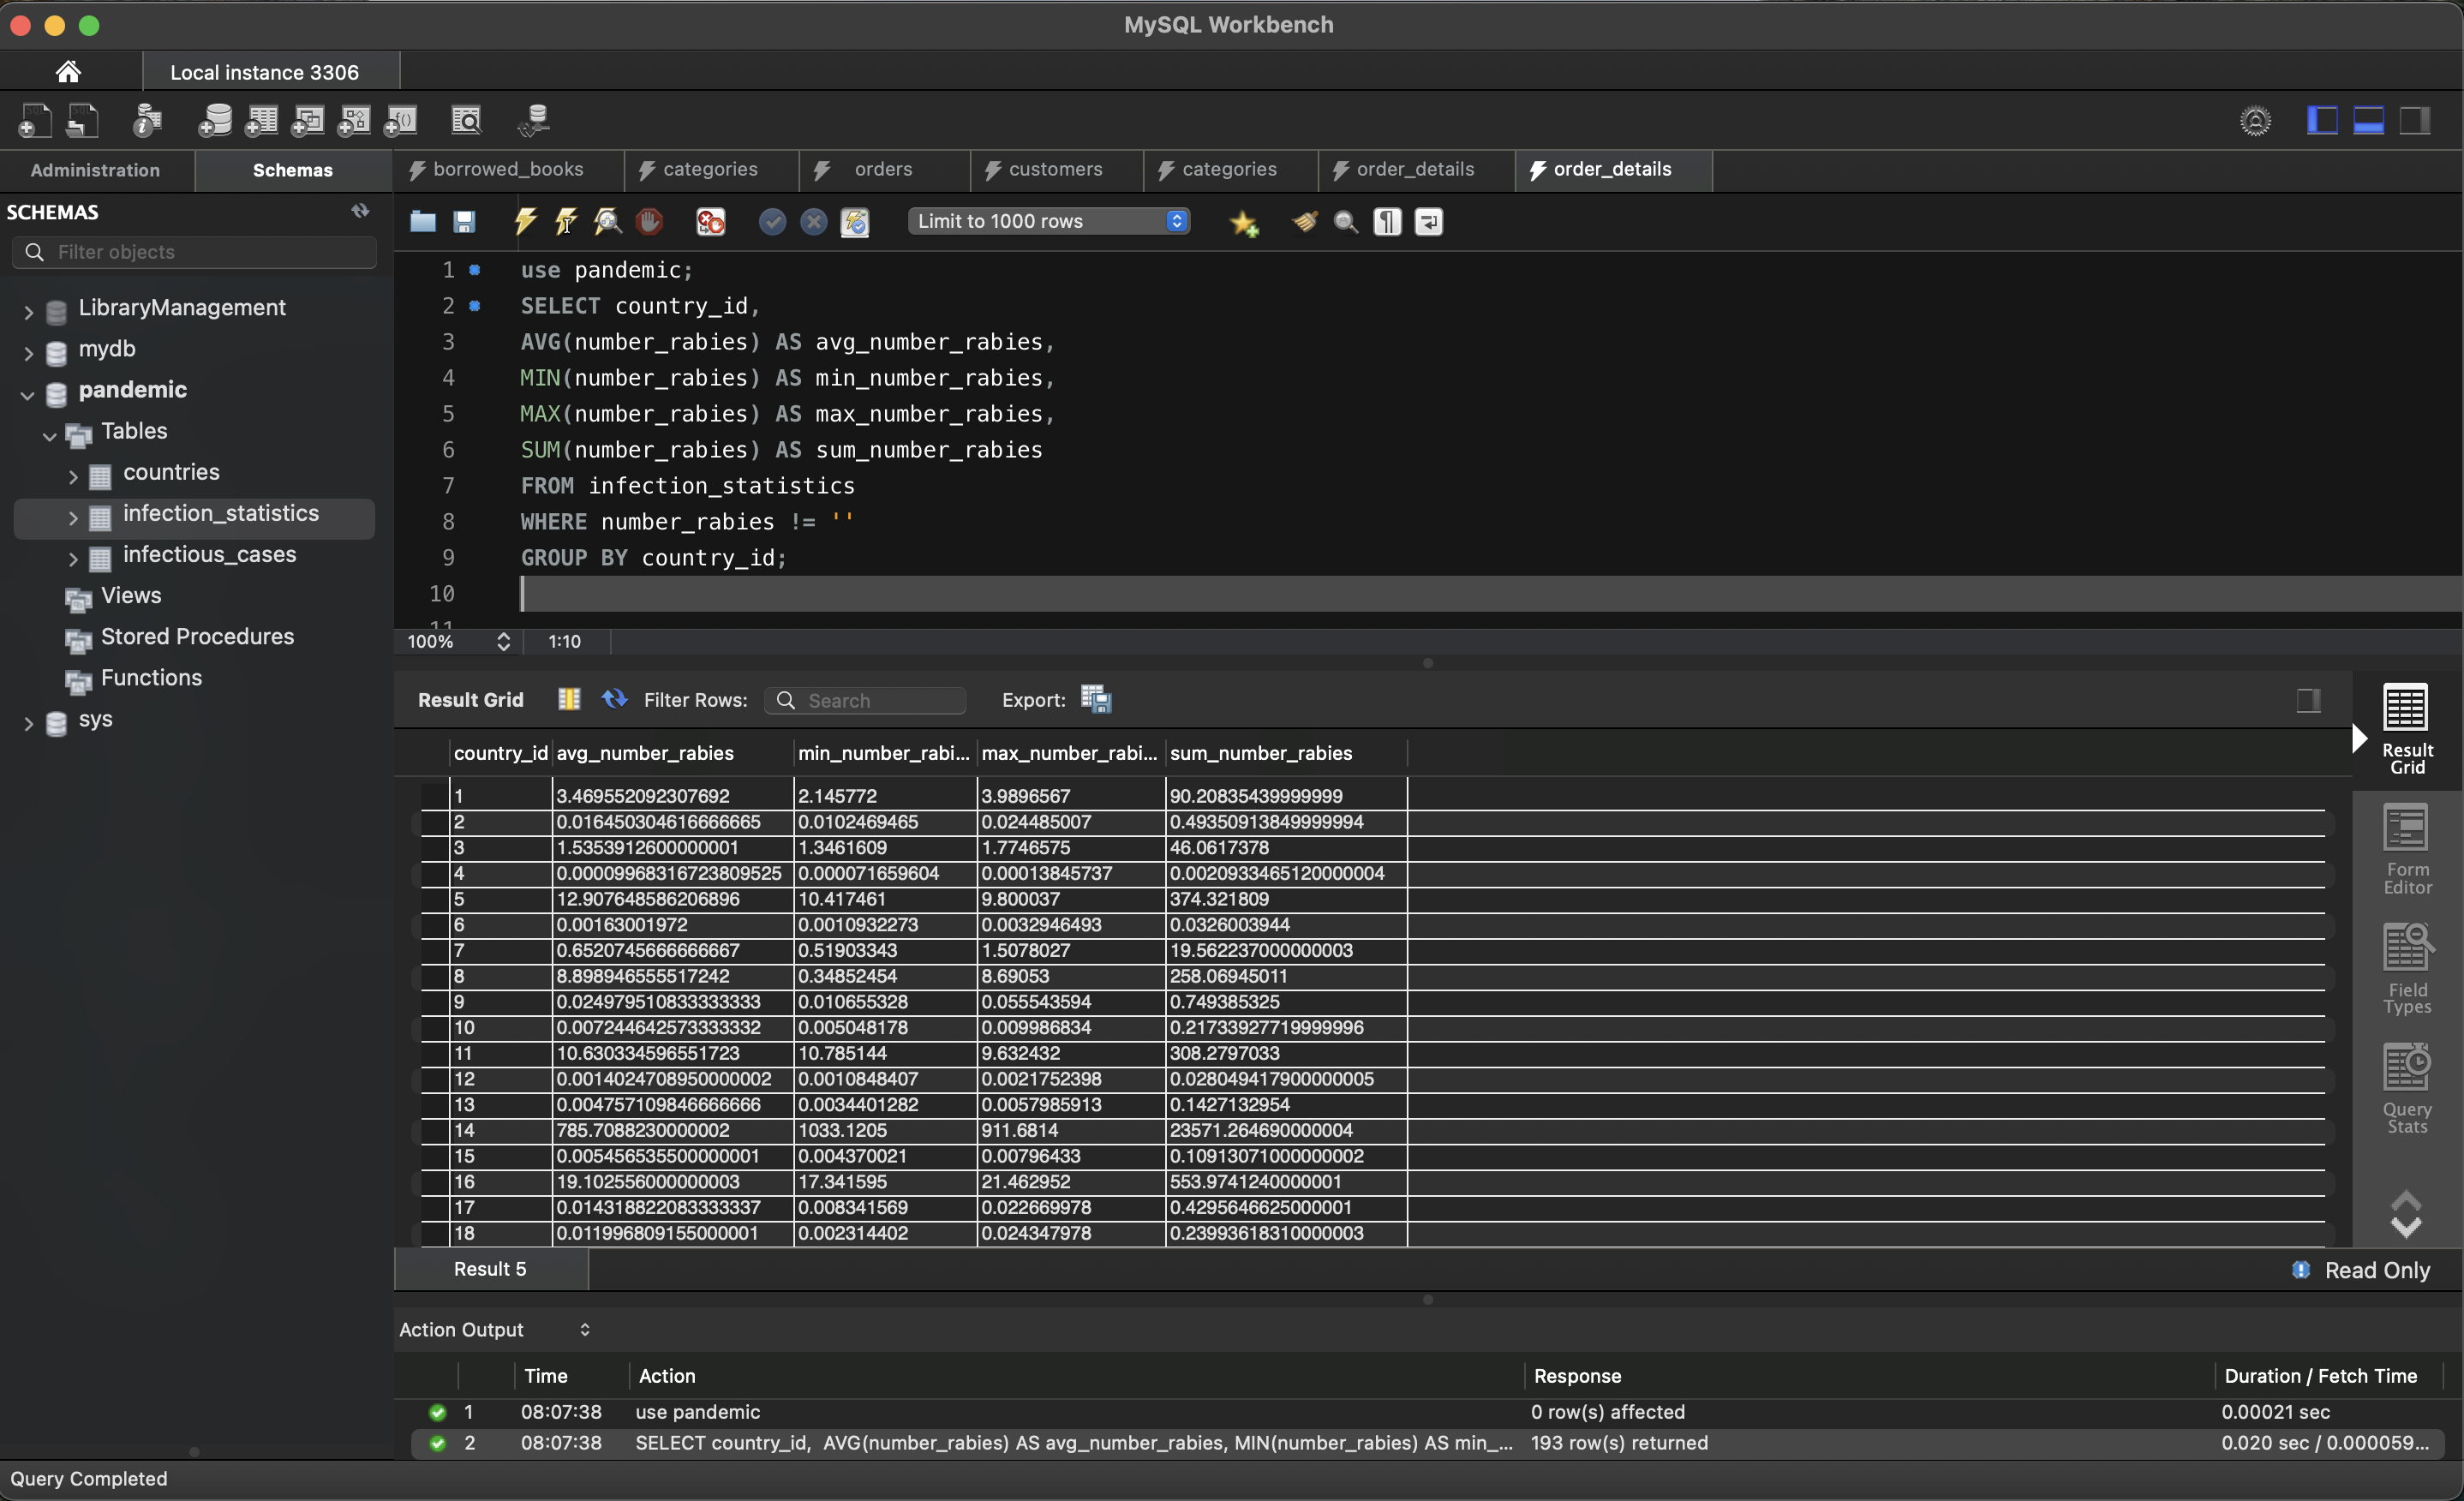 MySQL Workbench
Local instance 3306
Administration Schemas
borrowed_books categories orders customers categories order_details order_details
SCHEMAS
Filter objects
LibraryManagement
mydb
pandemic
Tables
countries
infection_statistics
infectious_cases
Views
Stored Procedures
Functions
sys
Limit to 1000 rows
1 use pandemic;
2 SELECT country_id,
3 AVG(number_rabies) AS avg_number_rabies,
4 MIN(number_rabies) AS min_number_rabies,
5 MAX(number_rabies) AS max_number_rabies,
6 SUM(number_rabies) AS sum_number_rabies
7 FROM infection_statistics
8 WHERE number_rabies != ''
9 GROUP BY country_id;
10
11
100% 1:10
Result Grid Filter Rows: Search Export:
country_id avg_number_rabies min_number_rabi... max_number_rabi... sum_number_rabies
1 3.469552092307692 2.145772 3.9896567 90.20835439999999
2 0.016450304616666665 0.0102469465 0.024485007 0.49350913849999994
3 1.5353912600000001 1.3461609 1.7746575 46.0617378
4 0.00009968316723809525 0.000071659604 0.00013845737 0.0020933465120000004
5 12.907648586206896 10.417461 9.800037 374.321809
6 0.00163001972 0.0010932273 0.0032946493 0.0326003944
7 0.6520745666666667 0.51903343 1.5078027 19.562237000000003
8 8.898946555517242 0.34852454 8.69053 258.06945011
9 0.024979510833333333 0.010655328 0.055543594 0.749385325
10 0.007244642573333332 0.005048178 0.009986834 0.21733927719999996
11 10.630334596551723 10.785144 9.632432 308.2797033
12 0.0014024708950000002 0.0010848407 0.0021752398 0.028049417900000005
13 0.004757109846666666 0.0034401282 0.0057985913 0.1427132954
14 785.7088230000002 1033.1205 911.6814 23571.264690000004
15 0.005456535500000001 0.004370021 0.00796433 0.10913071000000002
16 19.102556000000003 17.341595 21.462952 553.9741240000001
17 0.014318822083333337 0.008341569 0.022669978 0.4295646625000001
18 0.011996809155000001 0.002314402 0.024347978 0.23993618310000003
Result Grid
Form Editor
Field Types
Query Stats
Result 5 Read Only
Action Output
Time Action Response Duration / Fetch Time
1 08:07:38 use pandemic 0 row(s) affected 0.00021 sec
2 08:07:38 SELECT country_id, AVG(number_rabies) AS avg_number_rabies, MIN(number_rabies) AS min_... 193 row(s) returned 0.020 sec / 0.000059...
Query Completed